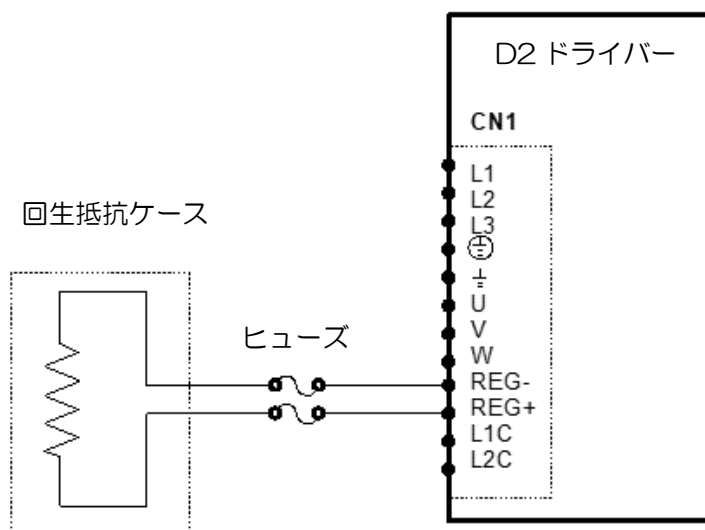 D2 ドライバー
CN1
L1
L2
L3
U
V
W
REG-
REG+
L1C
L2C
回生抵抗ケース
ヒューズ